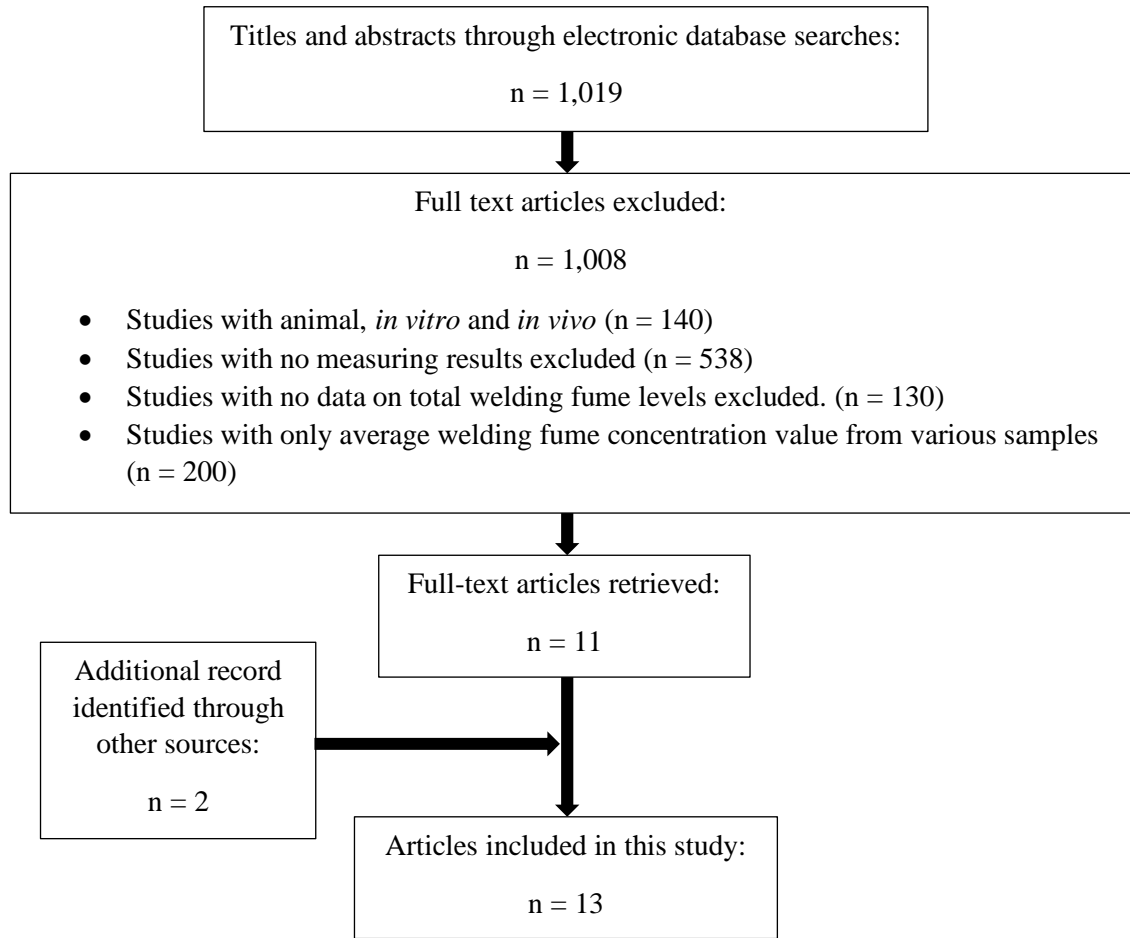 Titles and abstracts through electronic database searches:
n = 1,019
Full text articles excluded:
n = 1,008
• Studies with animal, in vitro and in vivo (n = 140)
• Studies with no measuring results excluded (n = 538)
• Studies with no data on total welding fume levels excluded. (n = 130)
• Studies with only average welding fume concentration value from various samples
(n = 200)
Full-text articles retrieved:
n = 11
Additional record
identified through
other sources:
n = 2
Articles included in this study:
n = 13